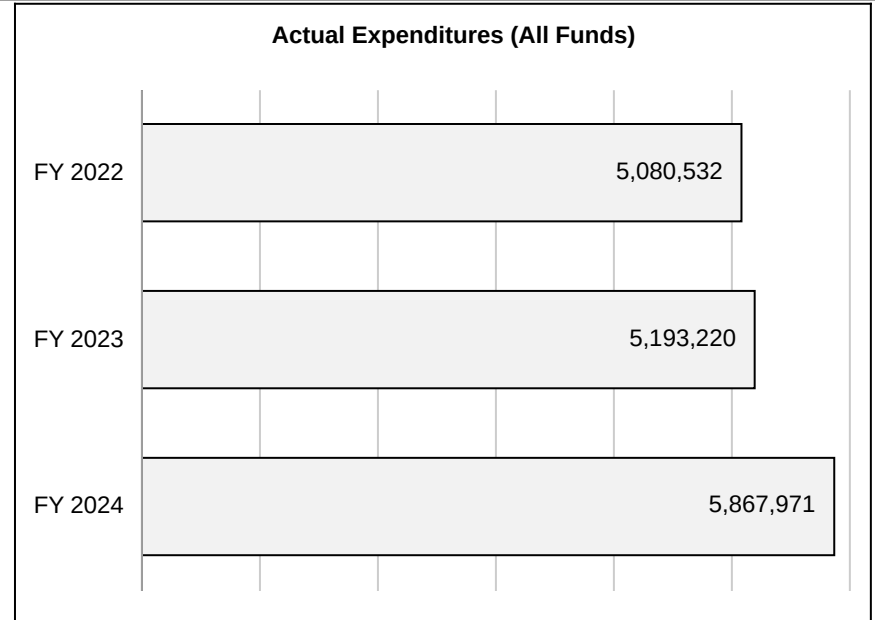 Actual Expenditures (All Funds)
FY 2022 5,080,532
FY 2023 5,193,220
FY 2024 5,867,971